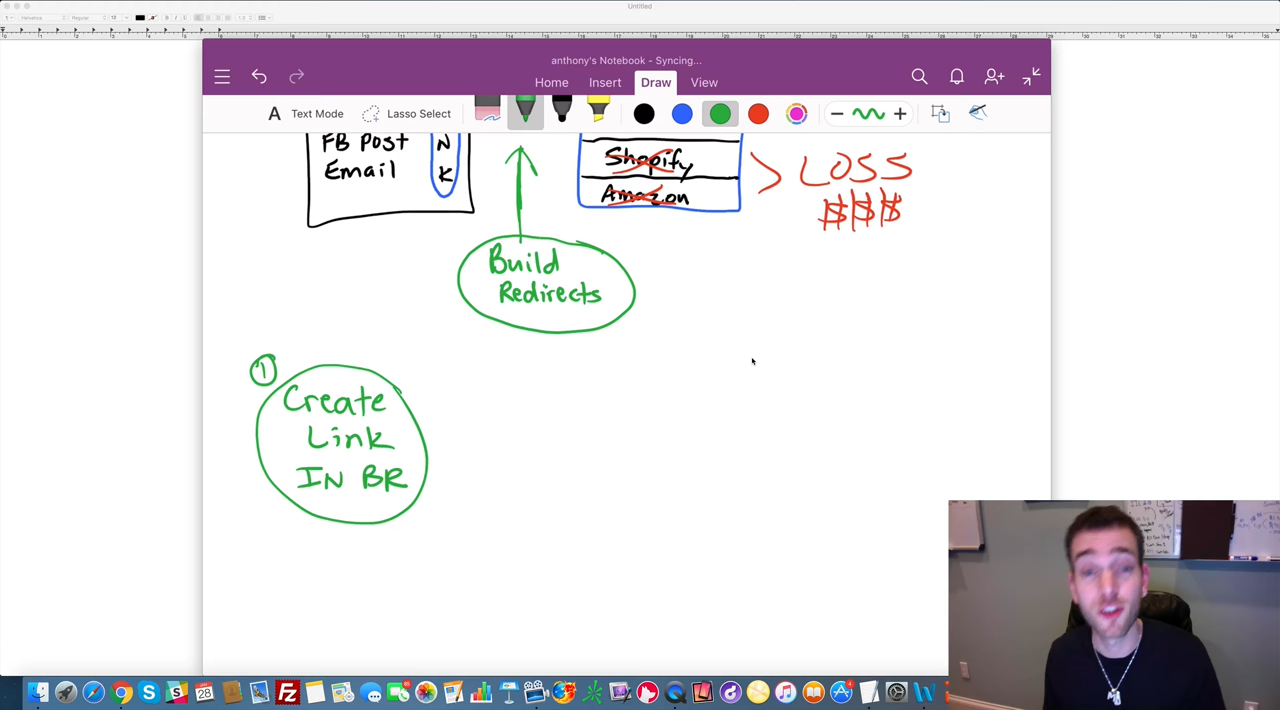 Untitled
anthony's Notebook - Syncing...
Home Insert Draw View
A Text Mode Lasso Select
FB Post
Email
N
K
Shopify
Amazon
> LOSS
$$$
Build
Redirects
1
Create
Link
IN BR